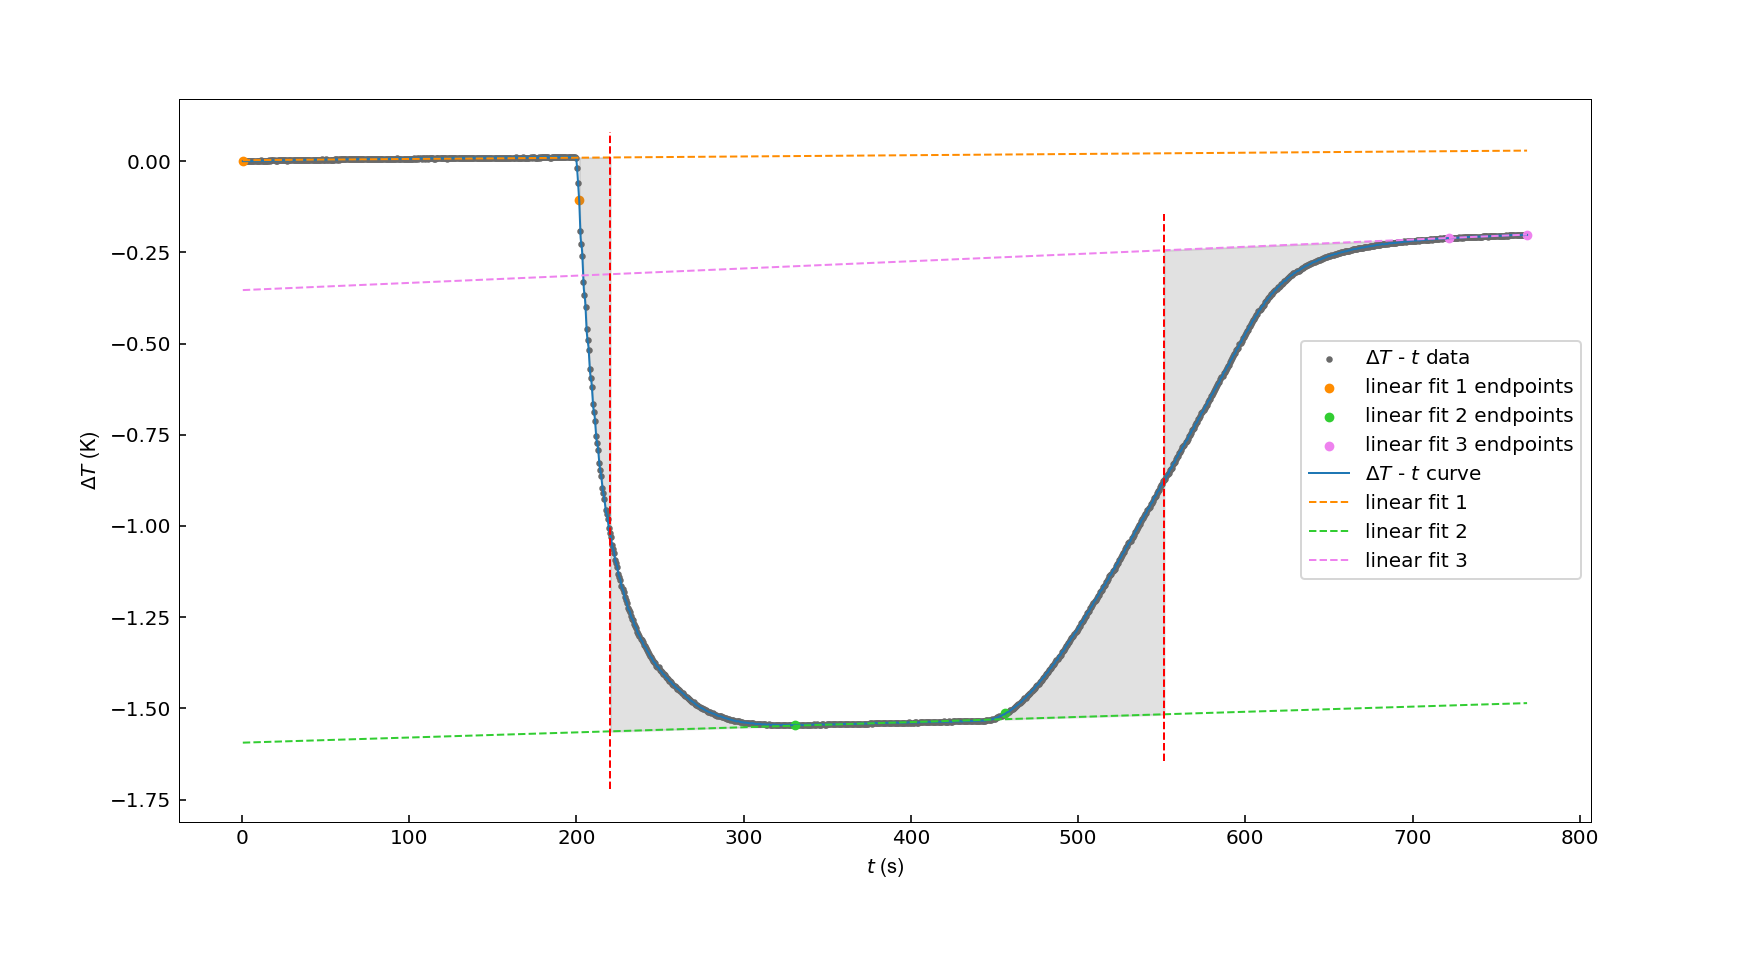 0.00
−0.25
−0.50
−0.75
−1.00
−1.25
−1.50
−1.75
ΔT (K)
0 100 200 300 400 500 600 700 800
t (s)
ΔT - t data
linear fit 1 endpoints
linear fit 2 endpoints
linear fit 3 endpoints
ΔT - t curve
linear fit 1
linear fit 2
linear fit 3